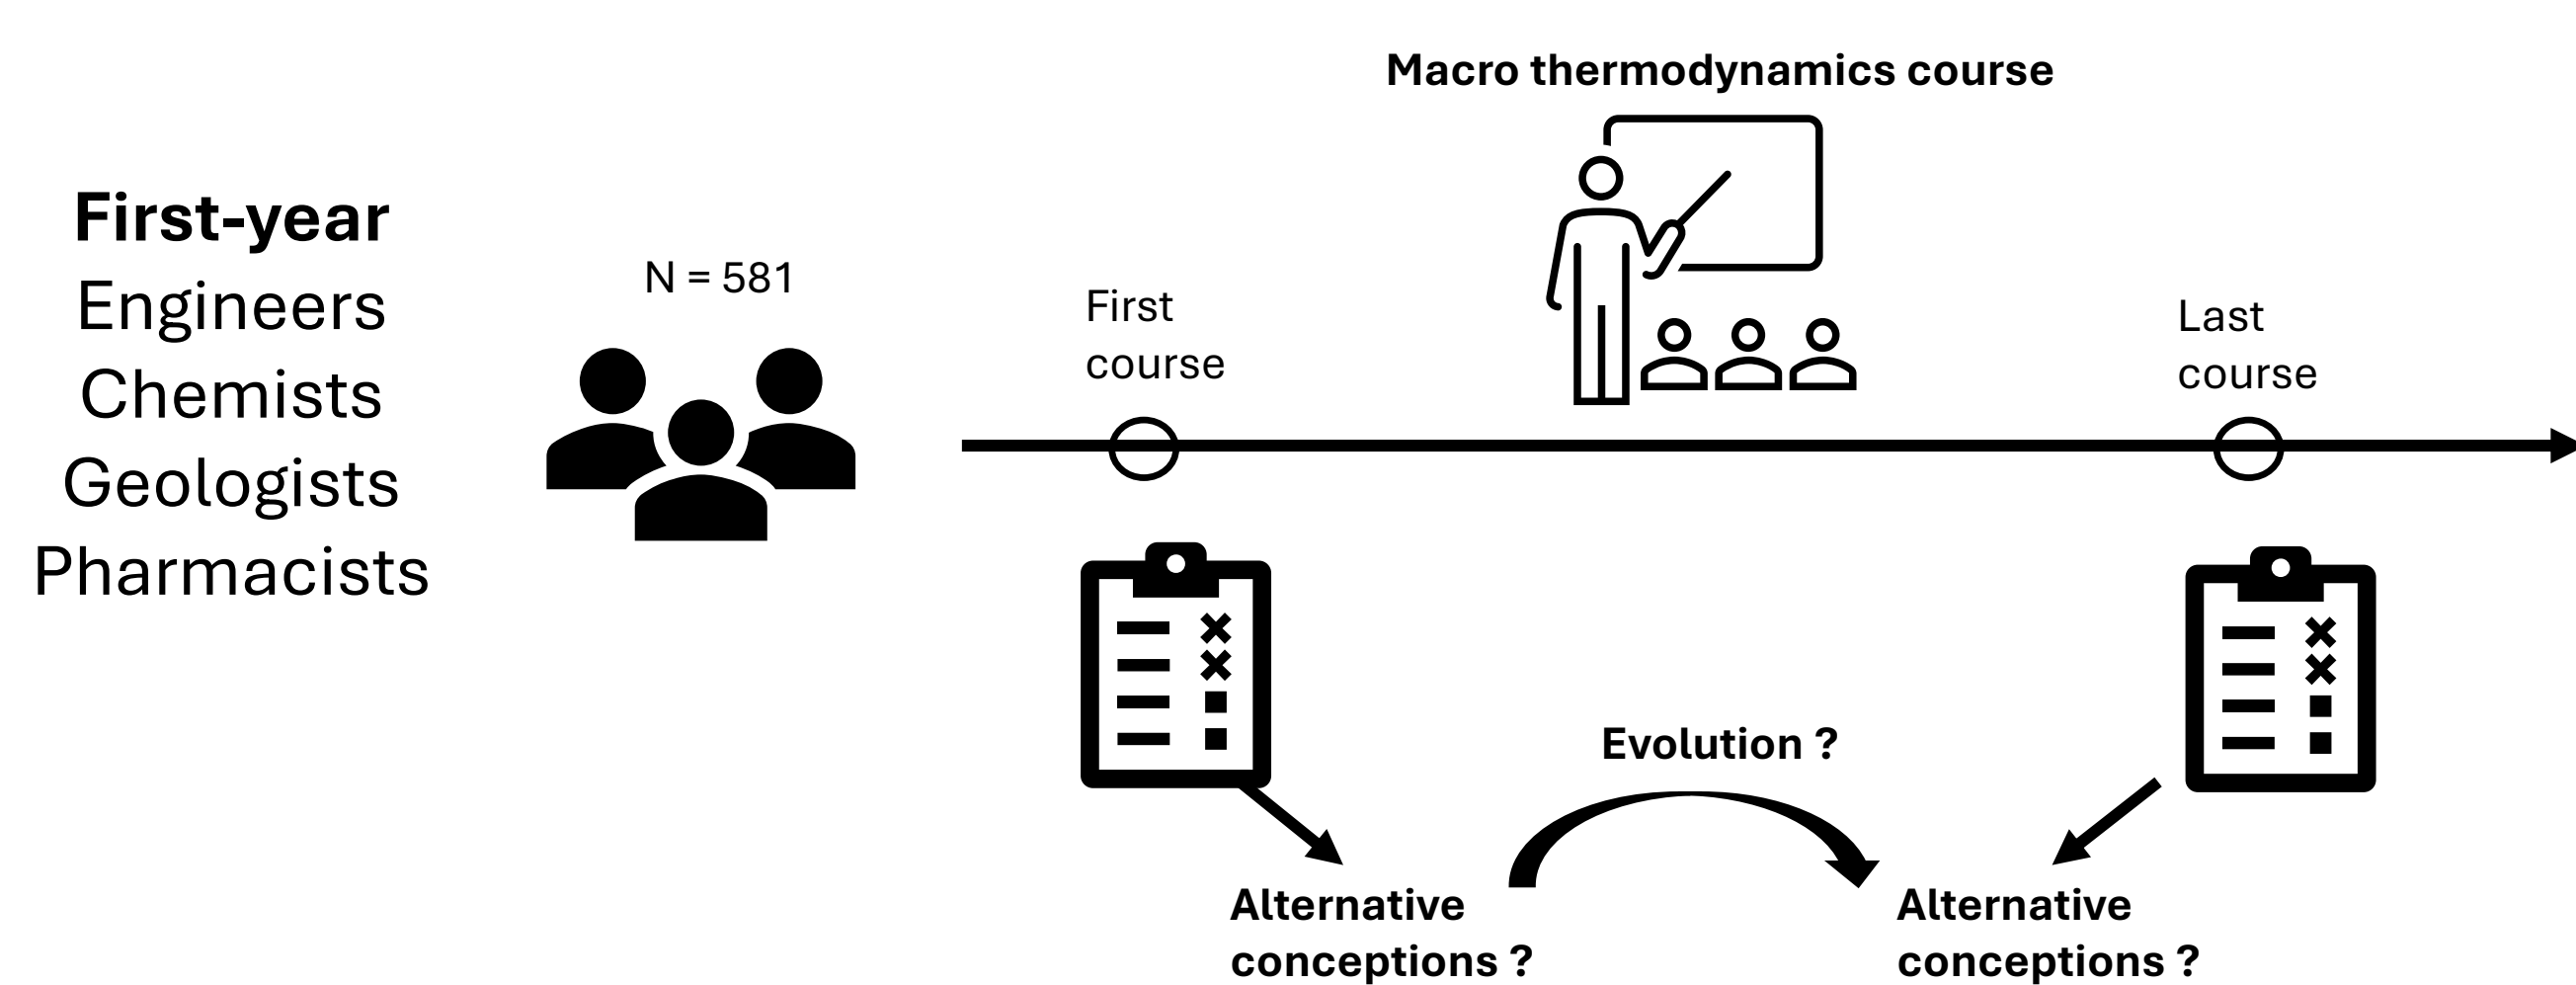 First-year
Engineers
Chemists
Geologists
Pharmacists
N = 581
Macro thermodynamics course
First
course
Last
course
Evolution ?
Alternative
conceptions ?
Alternative
conceptions ?